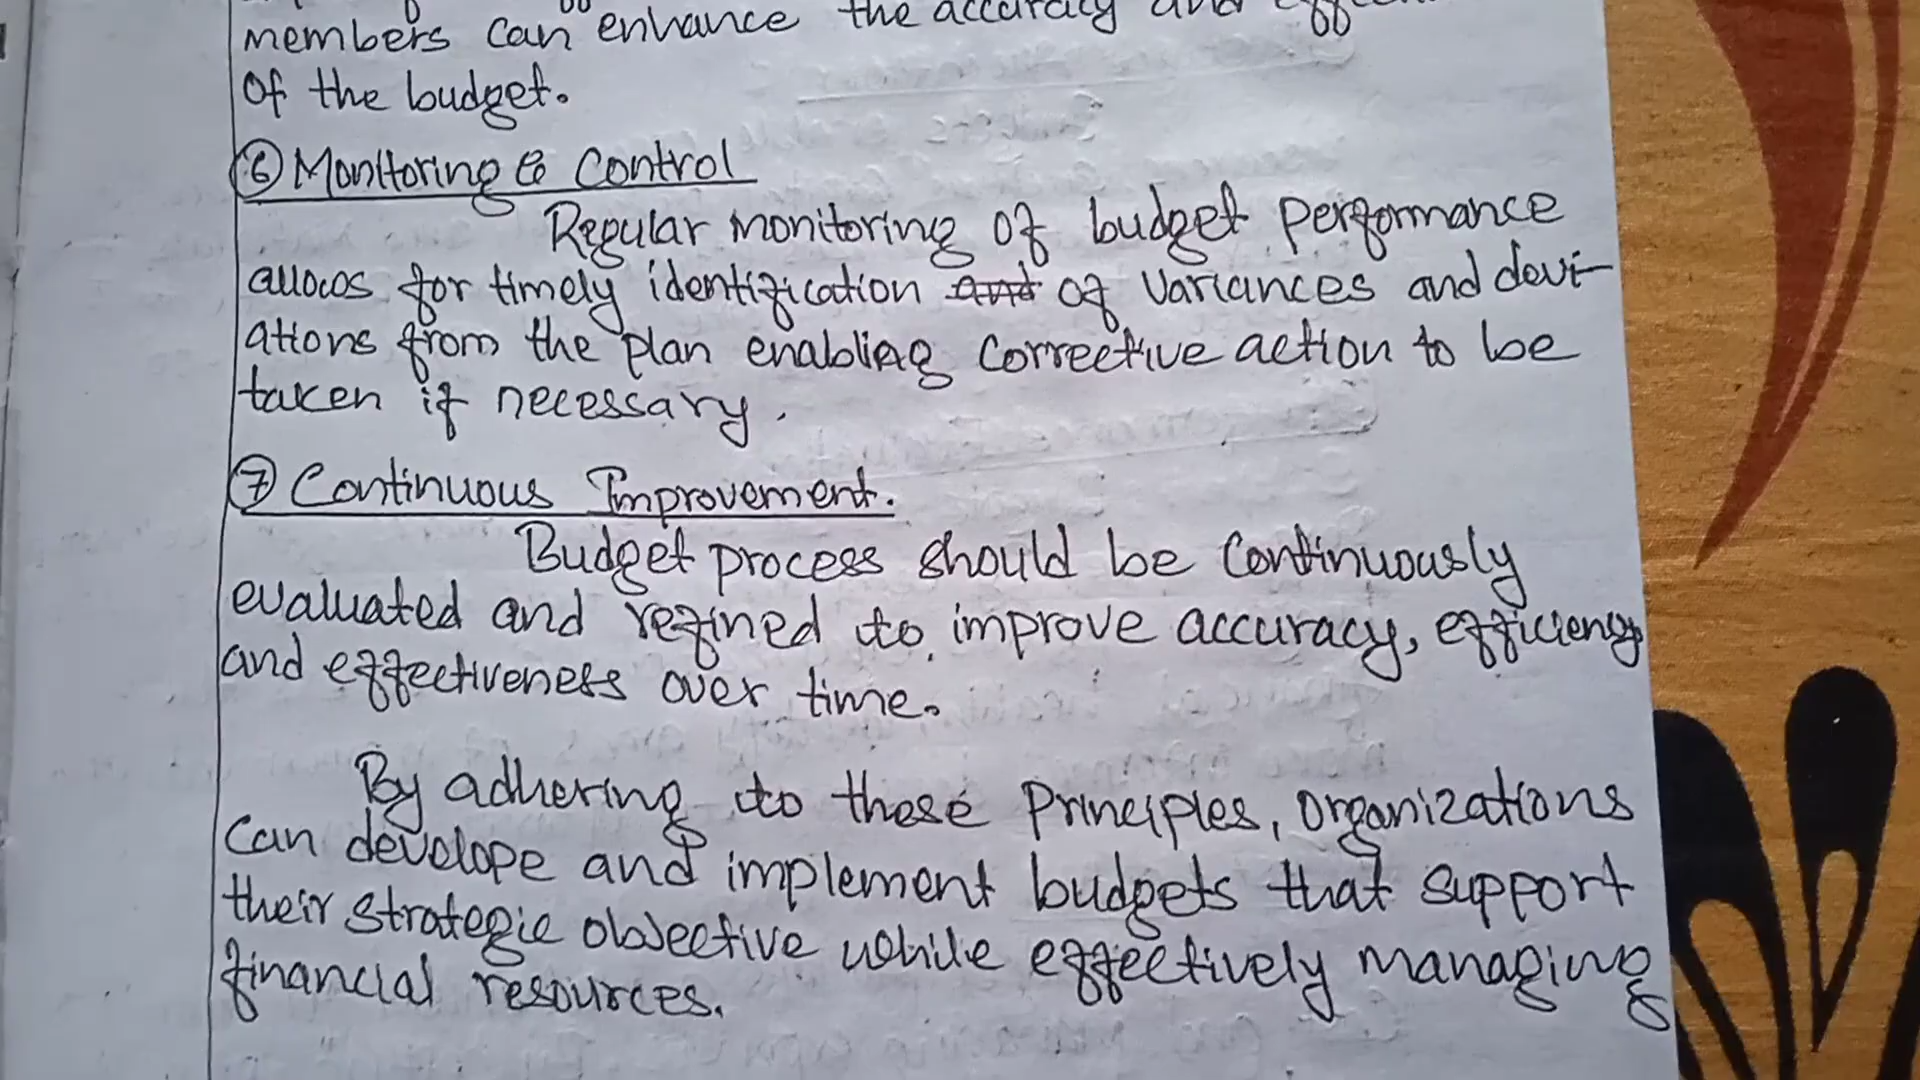 members can enhance the accuracy and
of the budget.
⑥ Monitoring & Control
Regular monitoring of budget performance
allows for timely identification and of variances and devi-
ations from the plan enabling corrective action to be
taken if necessary.
⑦ Continuous Improvement.
Budget process should be continuously
evaluated and refined to improve accuracy, efficiency
and effectiveness over time.
By adhering to these principles, organizations
can develope and implement budgets that support
their strategic objective while effectively managing
financial resources.